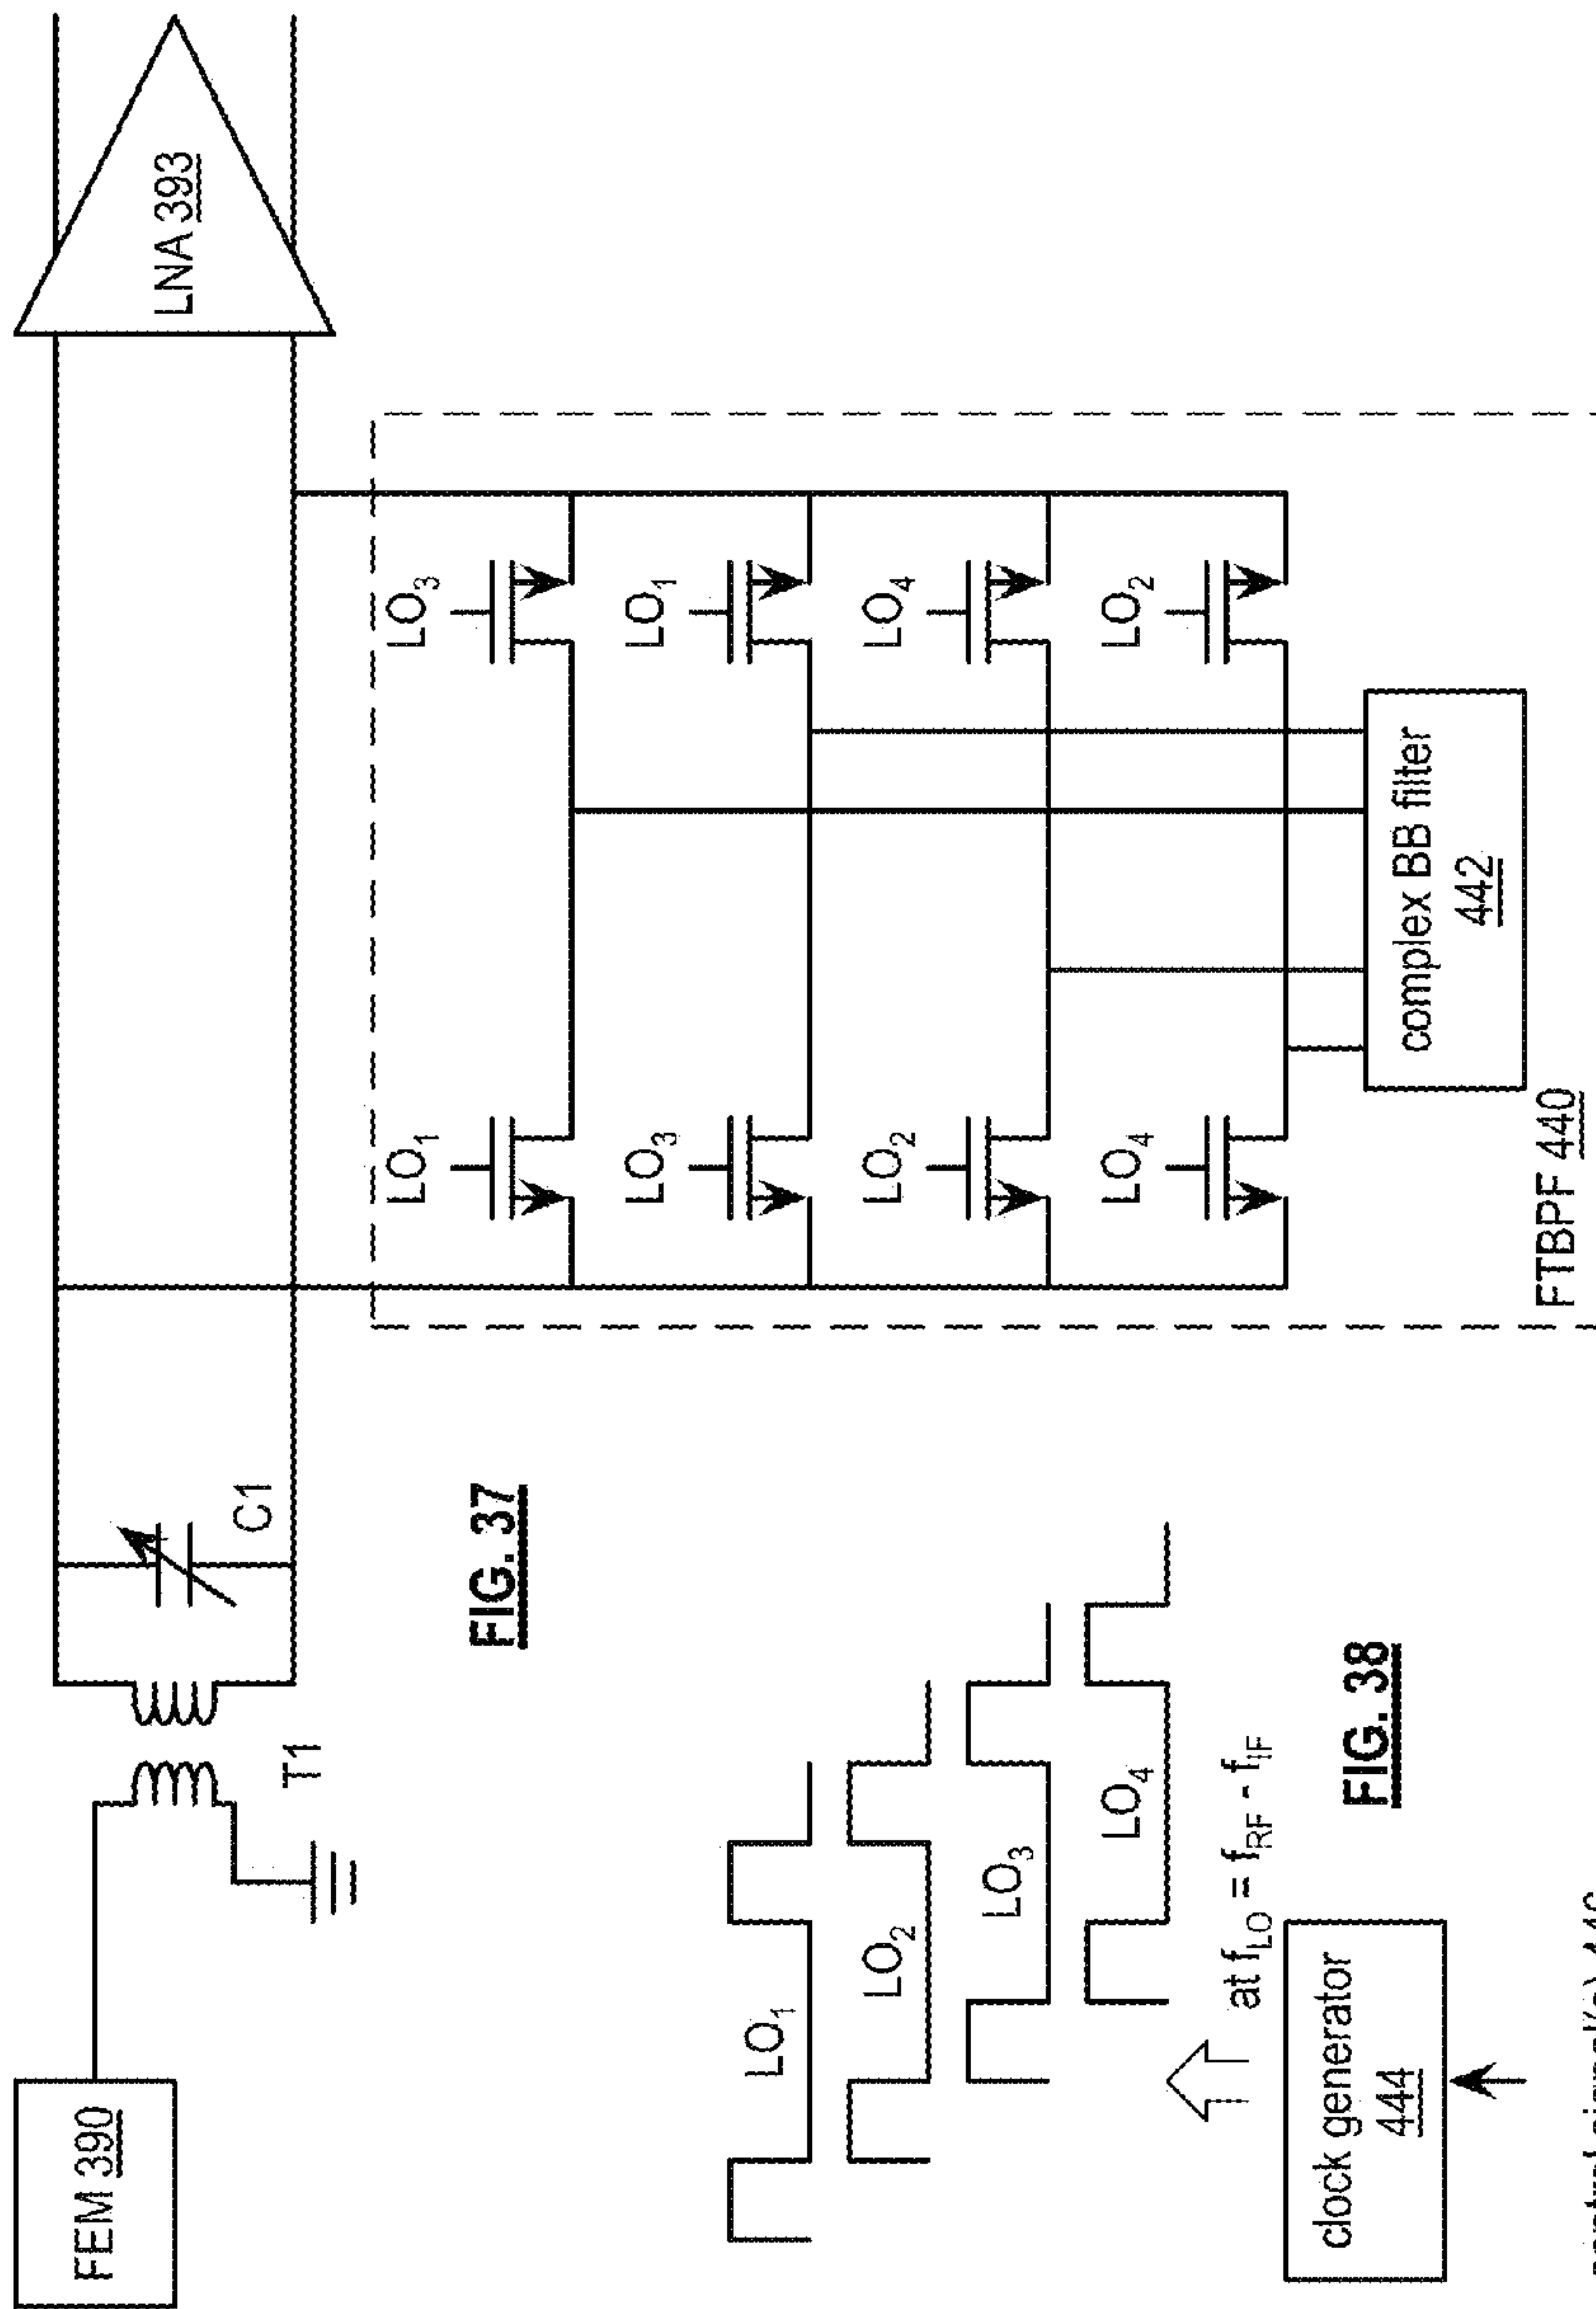 FEM 390
T1
C1
LNA 393
LO1
LO3
LO3
LO1
LO2
LO4
LO4
LO2
complex BB filter
442
FTBPF 440
FIG. 37
LO1
LO2
LO3
LO4
at fLO = fRF - fIF
clock generator
444
FIG. 38